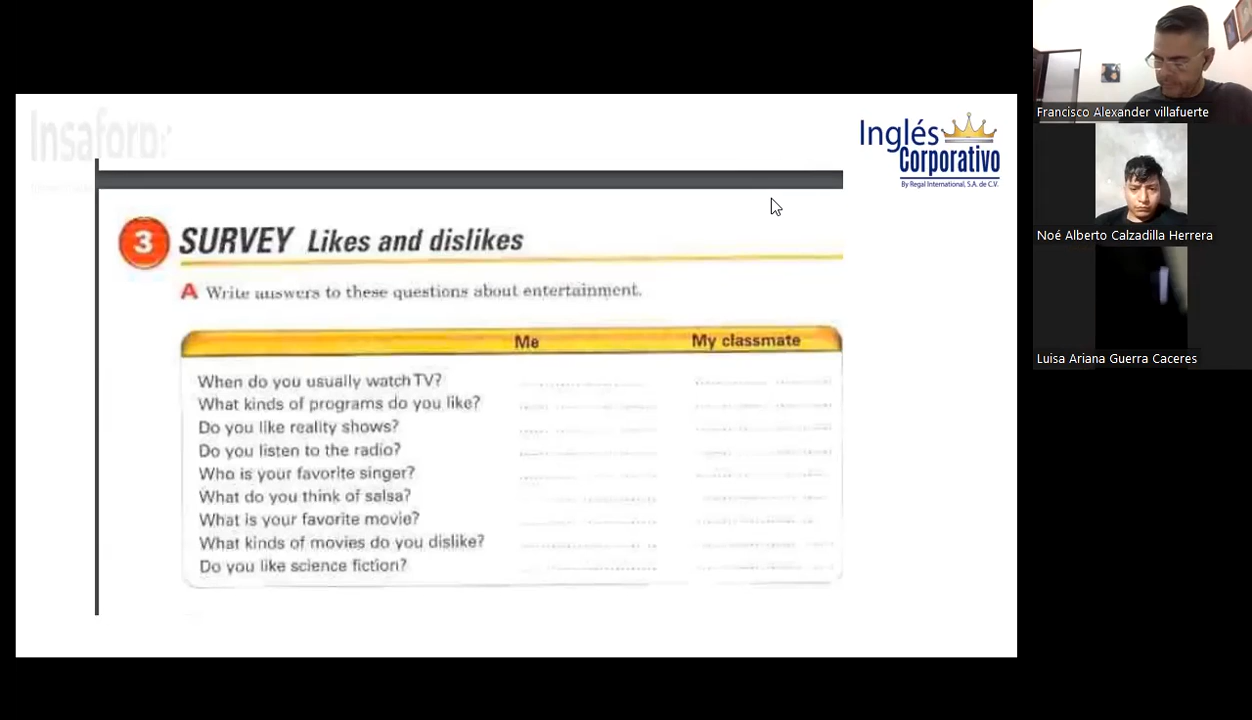 Insaforp
Inglés
Corporativo
By Regal International, S.A. de C.V.
3 SURVEY Likes and dislikes
A Write answers to these questions about entertainment.
Me My classmate
When do you usually watch TV?
What kinds of programs do you like?
Do you like reality shows?
Do you listen to the radio?
Who is your favorite singer?
What do you think of salsa?
What is your favorite movie?
What kinds of movies do you dislike?
Do you like science fiction?
Francisco Alexander villafuerte
Noé Alberto Calzadilla Herrera
Luisa Ariana Guerra Caceres